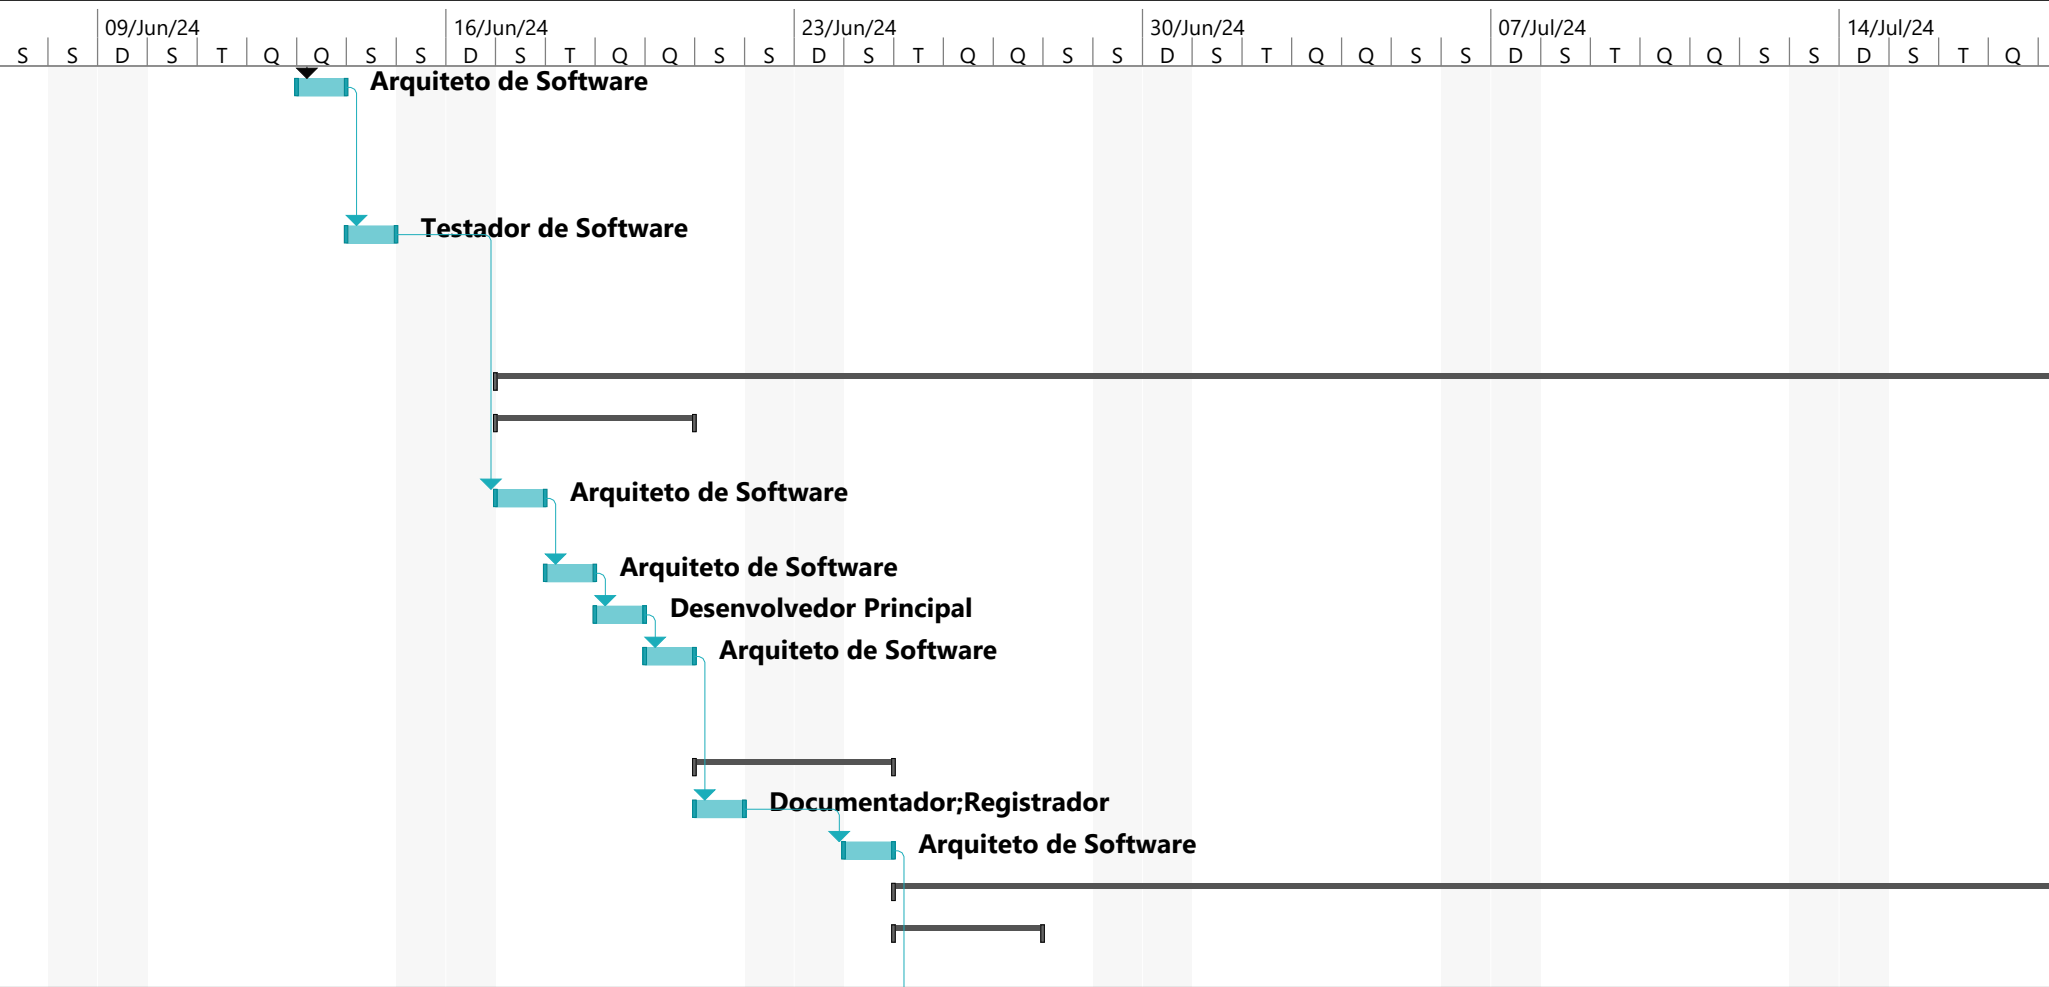 09/Jun/24 16/Jun/24 23/Jun/24 30/Jun/24 07/Jul/24 14/Jul/24
S S D S T Q Q S S D S T Q Q S S D S T Q Q S S D S T Q Q S S D S T Q Q S S D S T Q
Arquiteto de Software
Testador de Software
Arquiteto de Software
Arquiteto de Software
Desenvolvedor Principal
Arquiteto de Software
Documentador;Registrador
Arquiteto de Software